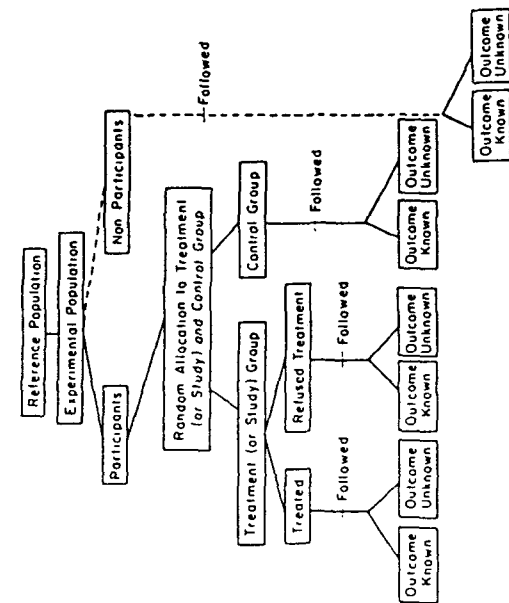 Reference Population
Experimental Population
Participants
Non Participants
Random Allocation to Treatment
(or Study) and Control Group
Treatment (or Study) Group
Control Group
Treated
Refused Treatment
Followed
Followed
Followed
Followed
Outcome
Known
Outcome
Unknown
Outcome
Known
Outcome
Unknown
Outcome
Known
Outcome
Unknown
Outcome
Known
Outcome
Unknown